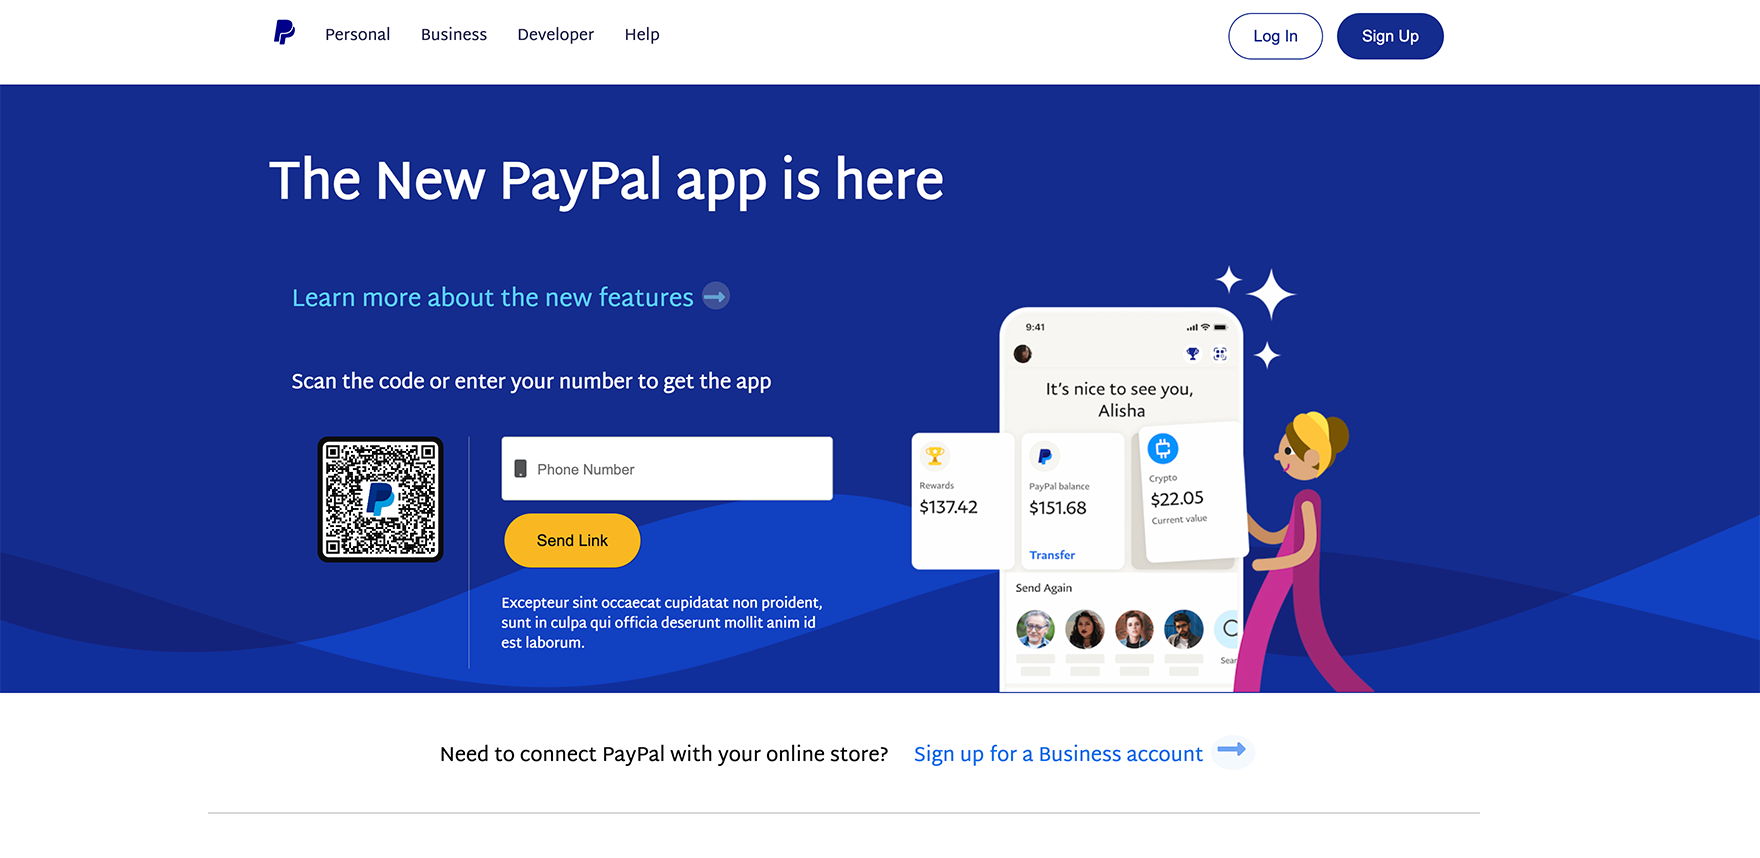 Personal
Business
Developer
Help
Log In
Sign Up
The New PayPal app is here
Learn more about the new features
Scan the code or enter your number to get the app
Phone Number
Send Link
Excepteur sint occaecat cupidatat non proident,
sunt in culpa qui officia deserunt mollit anim id
est laborum.
9:41
It's nice to see you,
Alisha
Rewards
$137.42
PayPal balance
$151.68
Transfer
Crypto
$22.05
Current value
Send Again
Need to connect PayPal with your online store?
Sign up for a Business account